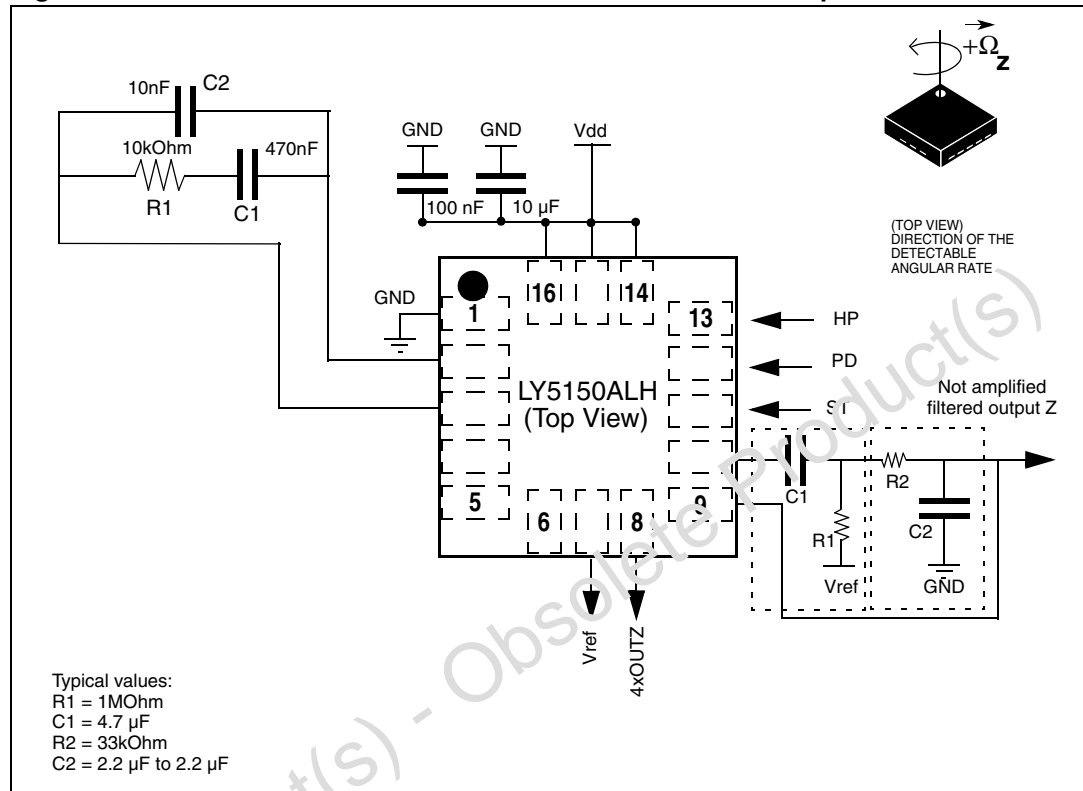 10nF
C2
10kOhm
470nF
R1
C1
GND
GND
Vdd
100 nF
10 µF
+Ω
Z
(TOP VIEW)
DIRECTION OF THE
DETECTABLE
ANGULAR RATE
GND
1
16
14
13
HP
PD
ST
LY5150ALH
(Top View)
Not amplified
filtered output Z
5
6
8
9
C1
R2
R1
C2
Vref
GND
Vref
4xOUTZ
Typical values:
R1 = 1MOhm
C1 = 4.7 µF
R2 = 33kOhm
C2 = 2.2 µF to 2.2 µF
t(s) - Obsolete Product(s)